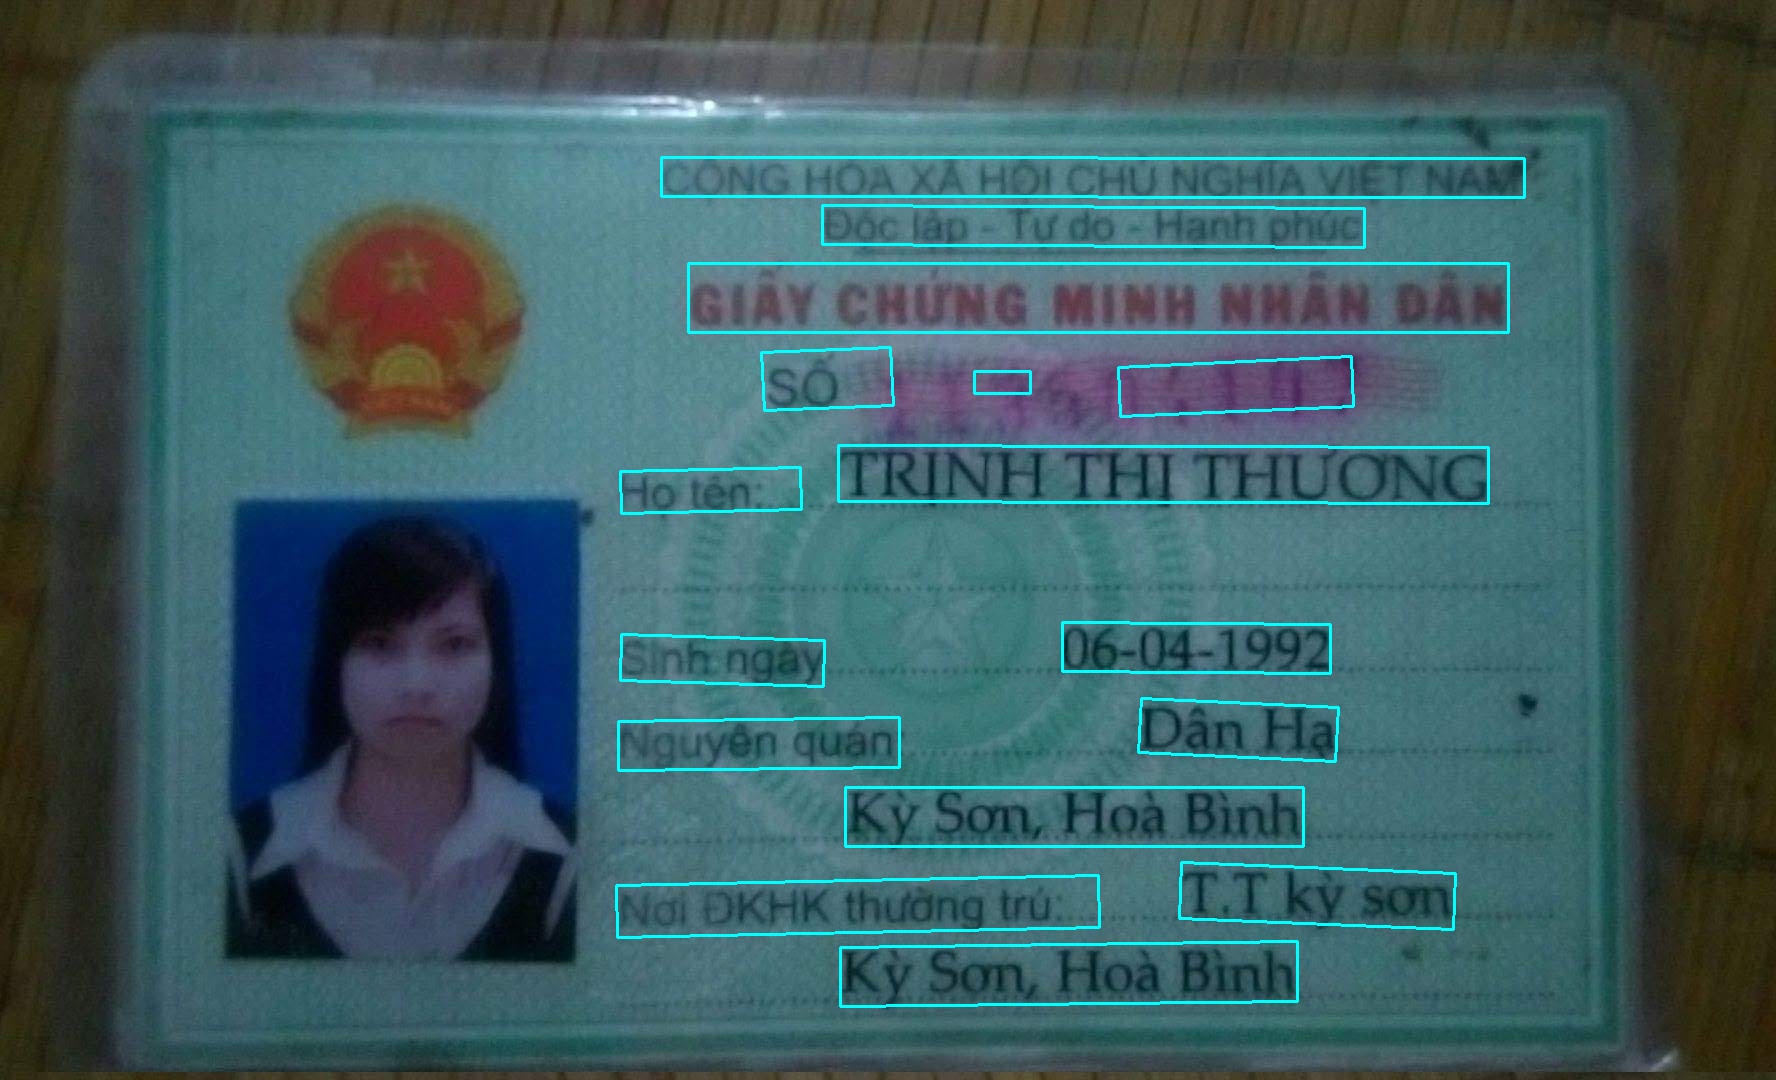 CỘNG HÒA XÃ HỘI CHỦ NGHĨA VIỆT NAM
Độc lập - Tự do - Hạnh phúc
GIẤY CHỨNG MINH NHÂN DÂN
SỐ
Họ tên: TRỊNH THỊ THƯƠNG
Sinh ngày 06-04-1992
Nguyên quán Dân Hạ
Kỳ Sơn, Hoà Bình
Nơi ĐKHK thường trú: T.T kỳ sơn
Kỳ Sơn, Hoà Bình